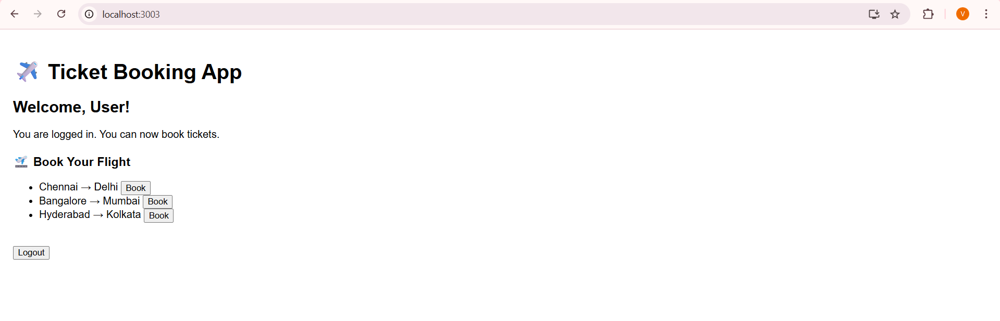 localhost:3003
V
✈️ Ticket Booking App
Welcome, User!
You are logged in. You can now book tickets.
🛫 Book Your Flight
• Chennai → Delhi Book
• Bangalore → Mumbai Book
• Hyderabad → Kolkata Book
Logout